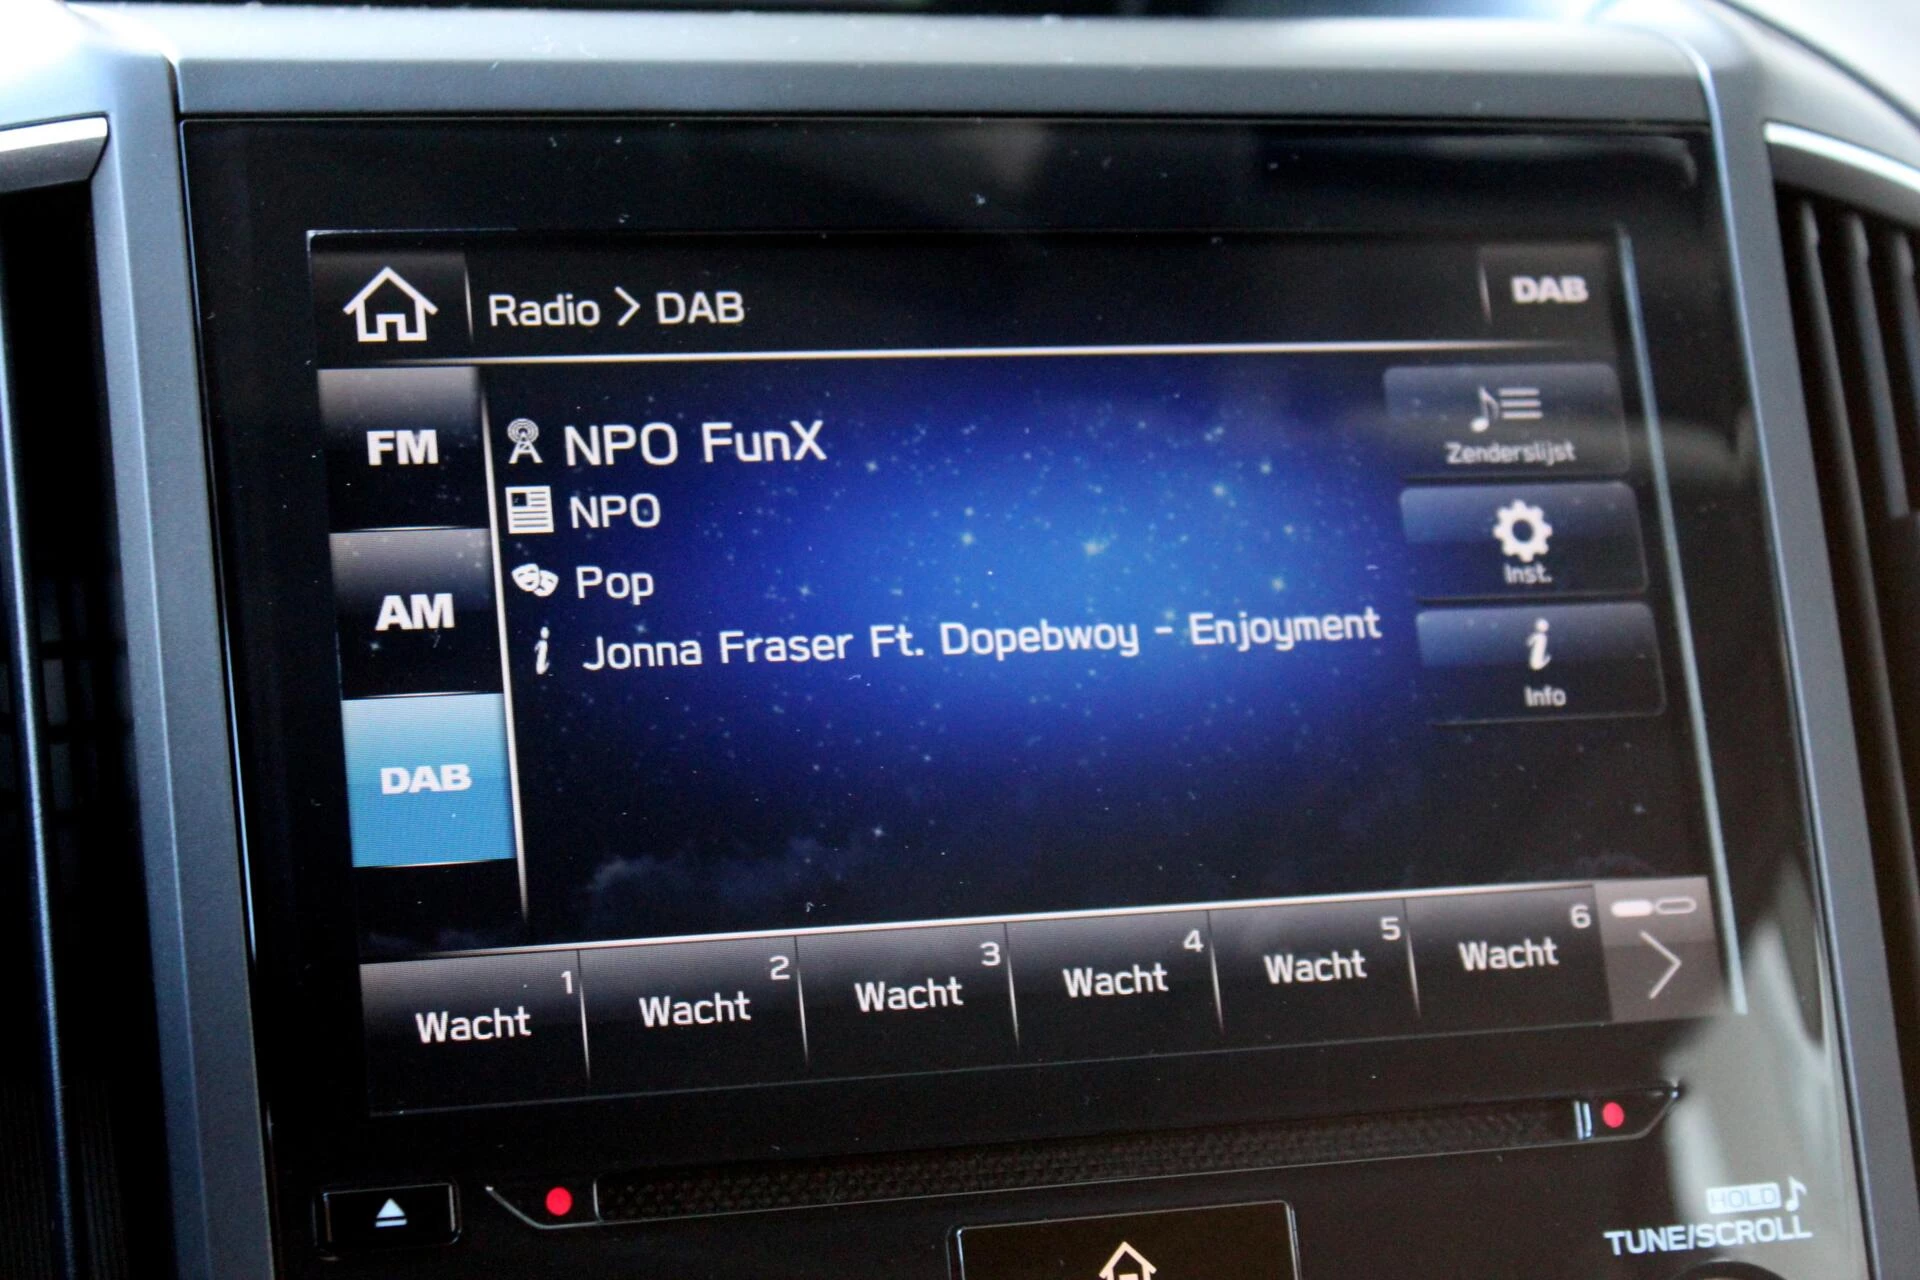 Radio > DAB
DAB
FM
AM
DAB
NPO FunX
NPO
Pop
i Jonna Fraser Ft. Dopebwoy - Enjoyment
Zenderslijst
Inst.
i
Info
1
Wacht
2
Wacht
3
Wacht
4
Wacht
5
Wacht
6
Wacht
HOLD
TUNE/SCROLL